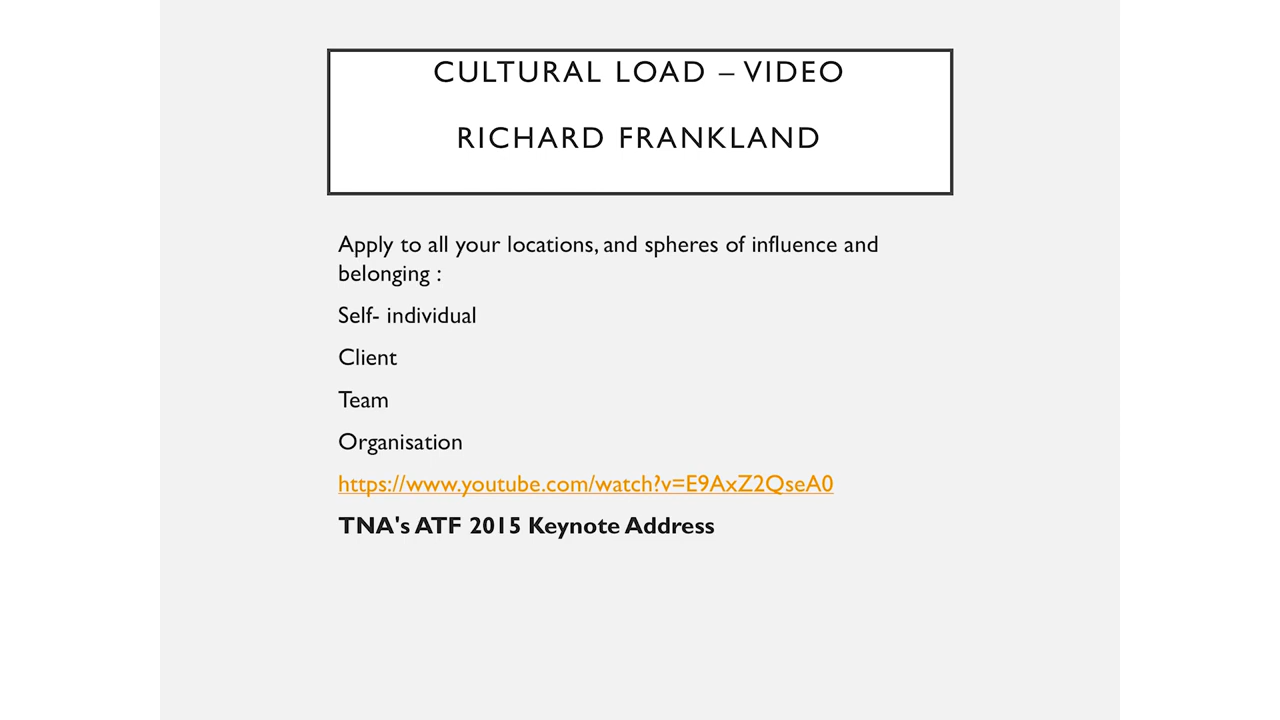 CULTURAL LOAD – VIDEO
RICHARD FRANKLAND
Apply to all your locations, and spheres of influence and
belonging :
Self- individual
Client
Team
Organisation
https://www.youtube.com/watch?v=E9AxZ2QseA0
TNA's ATF 2015 Keynote Address